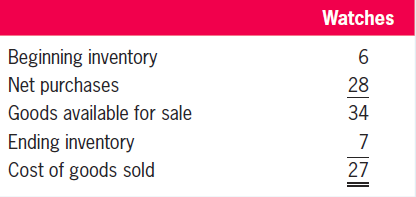 Watches
Beginning inventory 6
Net purchases 28
Goods available for sale 34
Ending inventory 7
Cost of goods sold 27